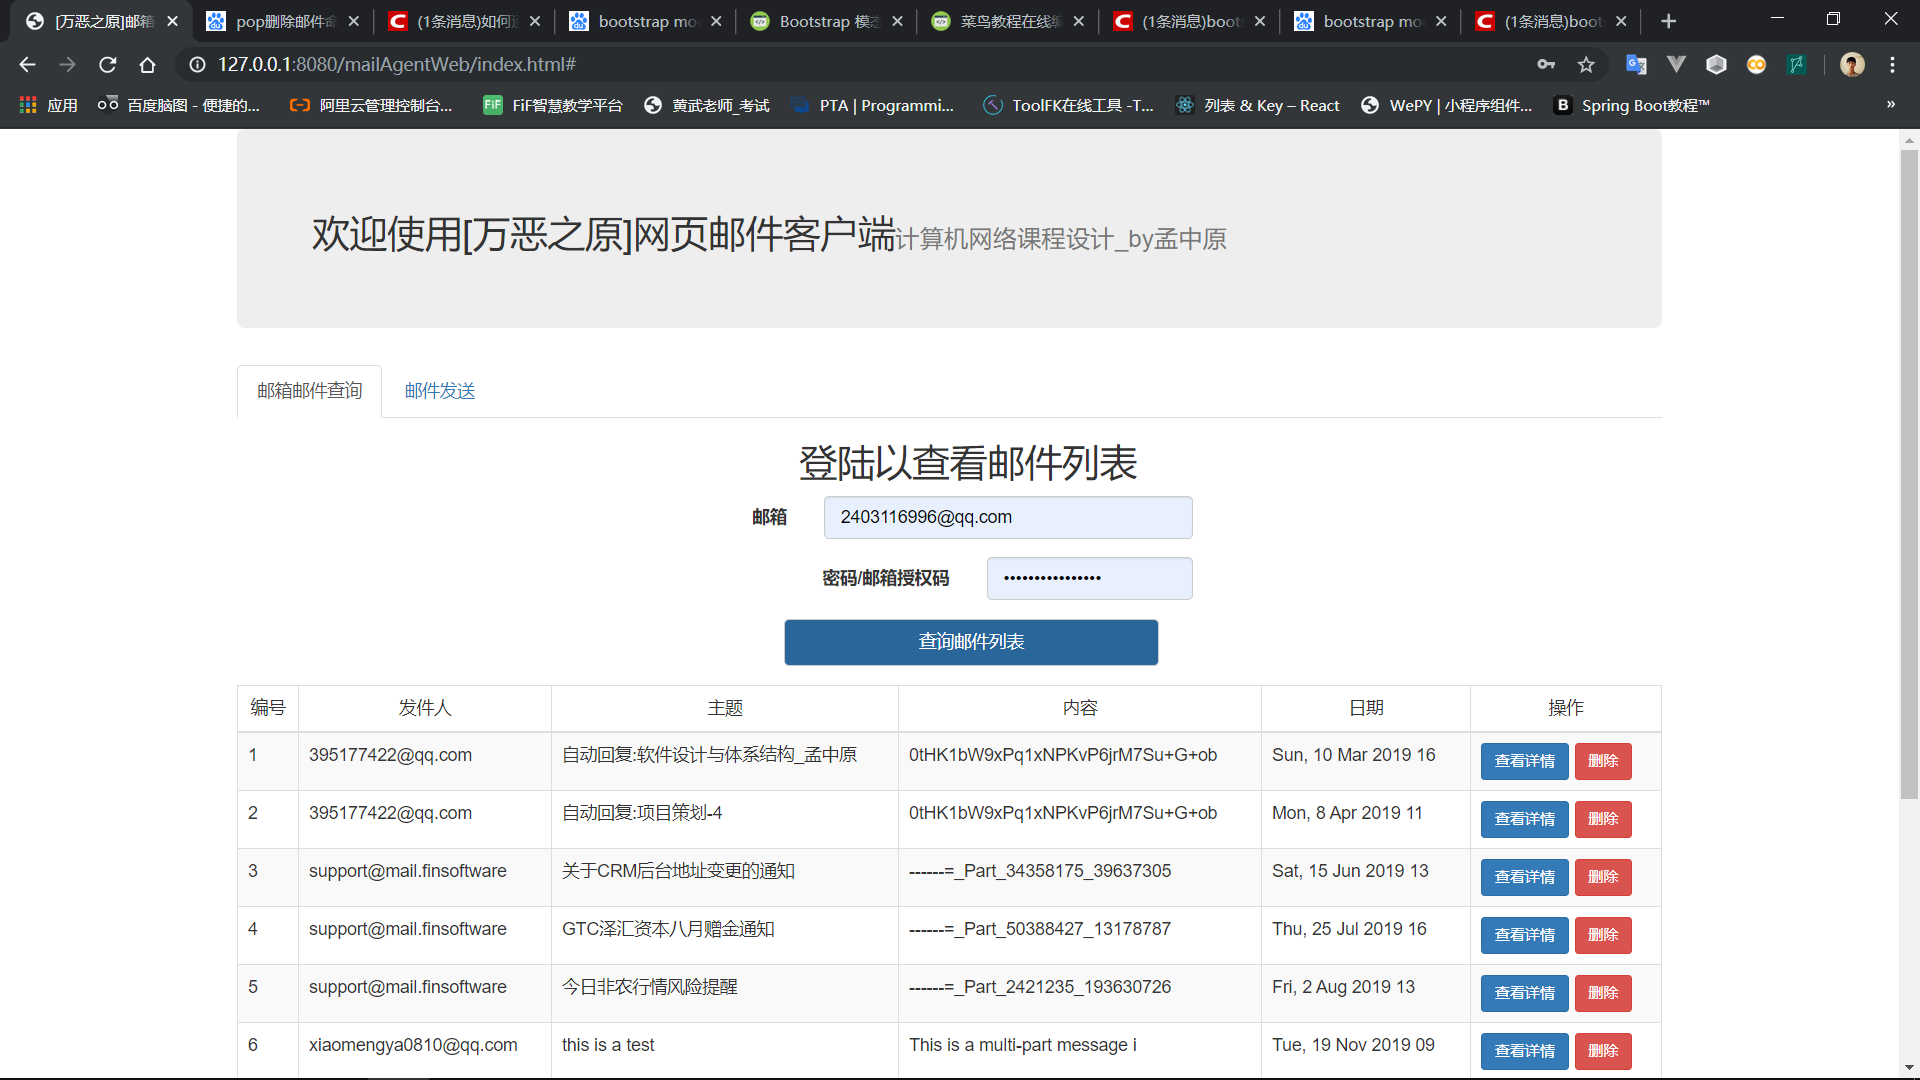 [万恶之原]邮箱
pop删除邮件命
(1条消息)如何
bootstrap mo
Bootstrap 模态
菜鸟教程在线编
(1条消息)boot
bootstrap mo
(1条消息)boot
127.0.0.1:8080/mailAgentWeb/index.html#
应用
百度脑图 - 便捷的...
阿里云管理控制台...
FiF FiF智慧教学平台
黄武老师_考试
PTA | Programmi...
ToolFK在线工具 -T...
列表 & Key – React
WePY | 小程序组件...
B Spring Boot教程™
»
欢迎使用[万恶之原]网页邮件客户端计算机网络课程设计_by孟中原
邮箱邮件查询 邮件发送
登陆以查看邮件列表
邮箱 2403116996@qq.com
密码/邮箱授权码 ••••••••••••••••
查询邮件列表
编号 发件人 主题 内容 日期 操作
1 395177422@qq.com 自动回复:软件设计与体系结构_孟中原 0tHK1bW9xPq1xNPKvP6jrM7Su+G+ob Sun, 10 Mar 2019 16 查看详情 删除
2 395177422@qq.com 自动回复:项目策划-4 0tHK1bW9xPq1xNPKvP6jrM7Su+G+ob Mon, 8 Apr 2019 11 查看详情 删除
3 support@mail.finsoftware 关于CRM后台地址变更的通知 ------=_Part_34358175_39637305 Sat, 15 Jun 2019 13 查看详情 删除
4 support@mail.finsoftware GTC泽汇资本八月赠金通知 ------=_Part_50388427_13178787 Thu, 25 Jul 2019 16 查看详情 删除
5 support@mail.finsoftware 今日非农行情风险提醒 ------=_Part_2421235_193630726 Fri, 2 Aug 2019 13 查看详情 删除
6 xiaomengya0810@qq.com this is a test This is a multi-part message i Tue, 19 Nov 2019 09 查看详情 删除